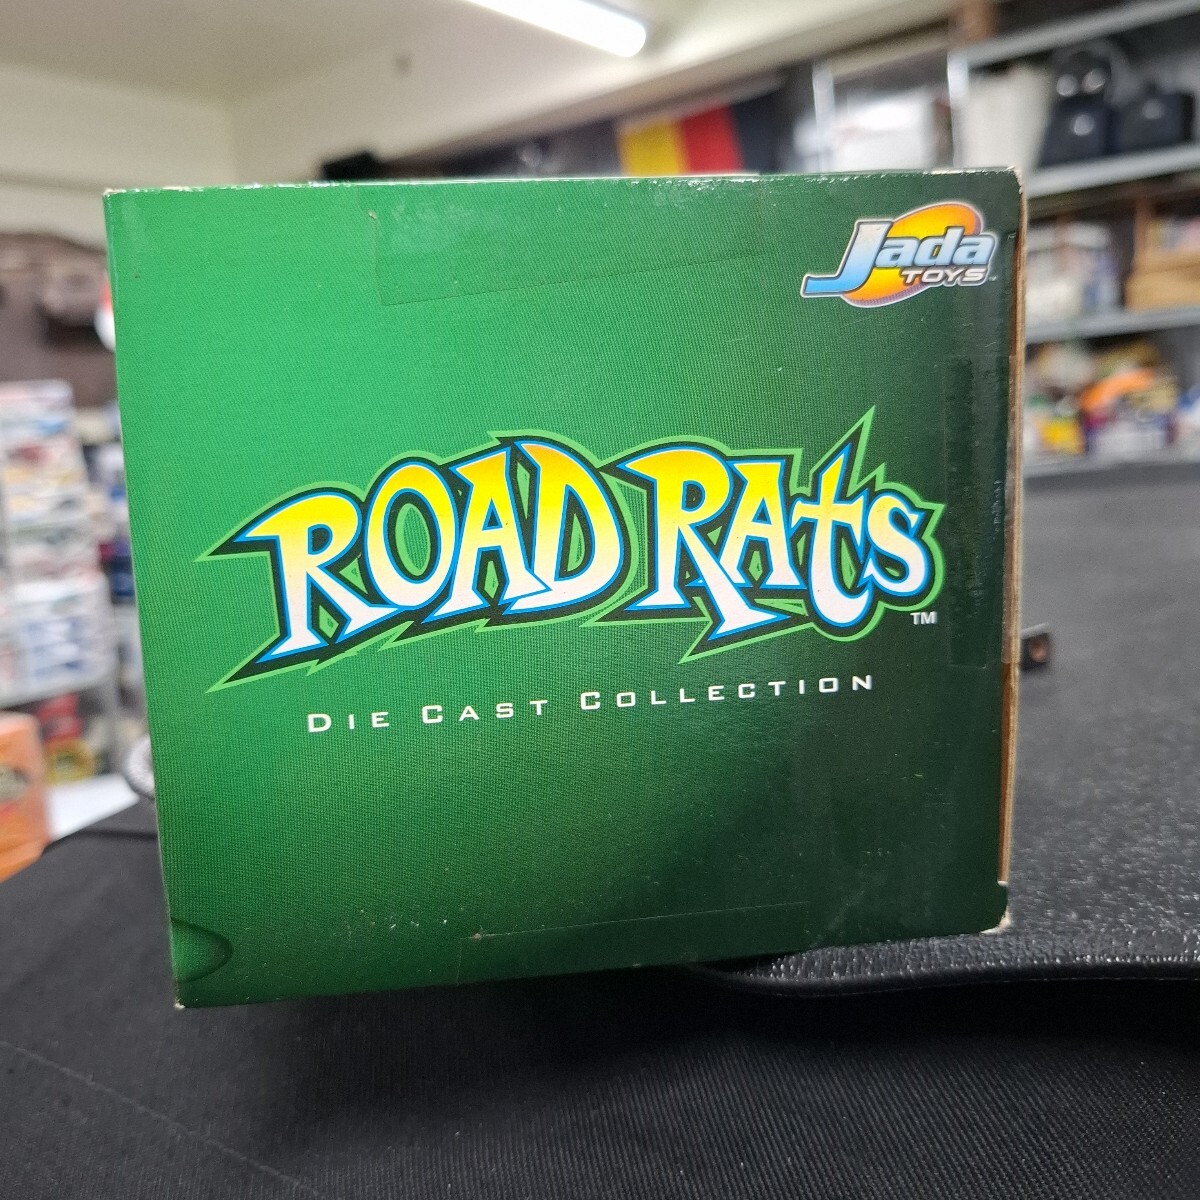 Jada
TOYS
ROAD RATS
TM
DIE CAST COLLECTION